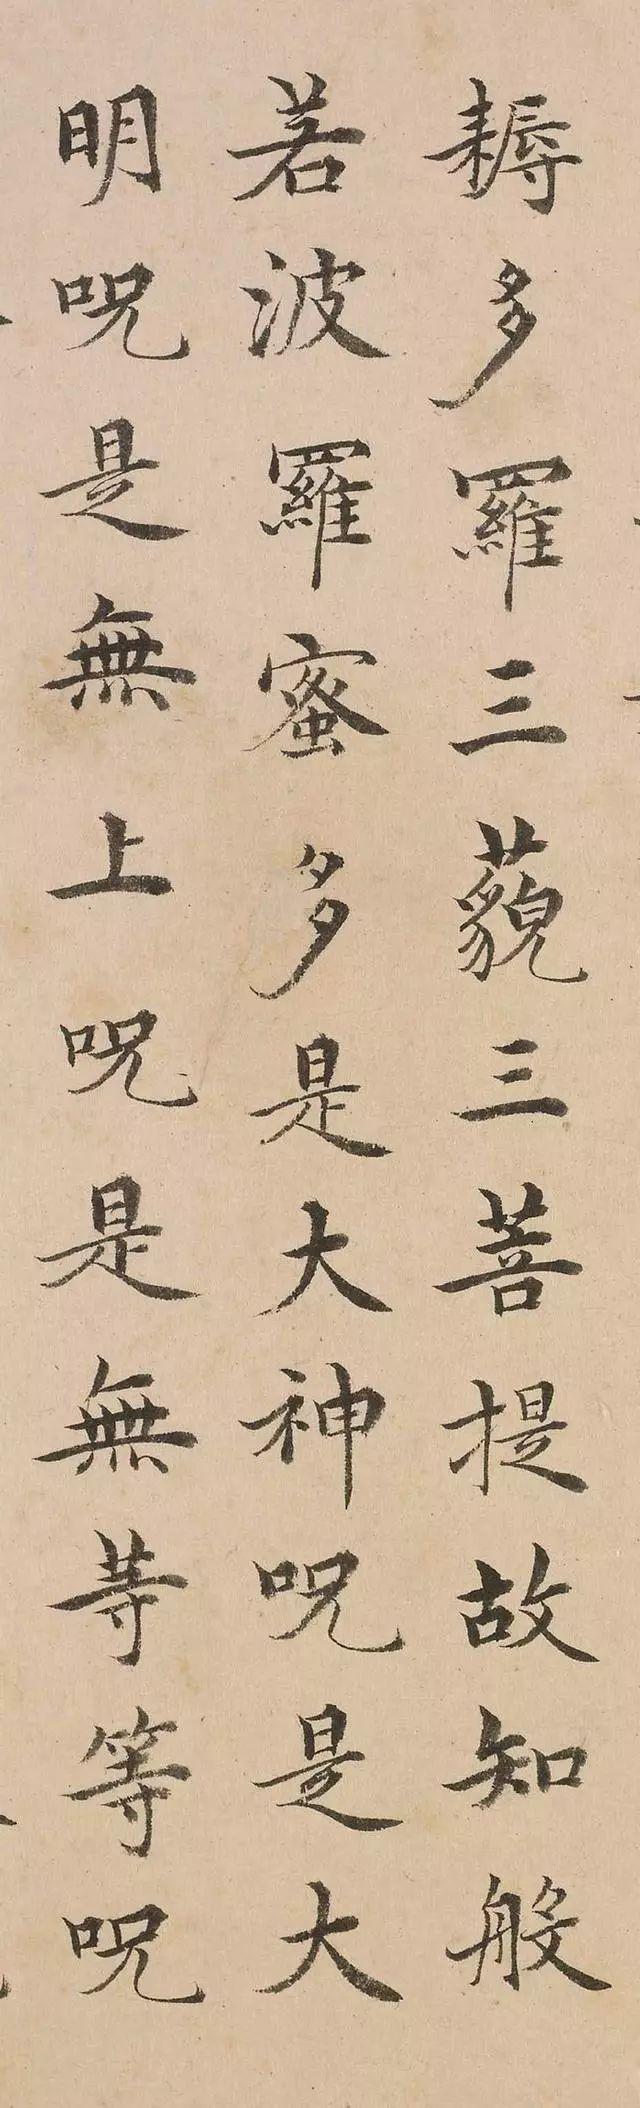 耨多羅三藐三菩提故知般
若波羅蜜多是大神呪是大
明呪是無上呪是無等等呪